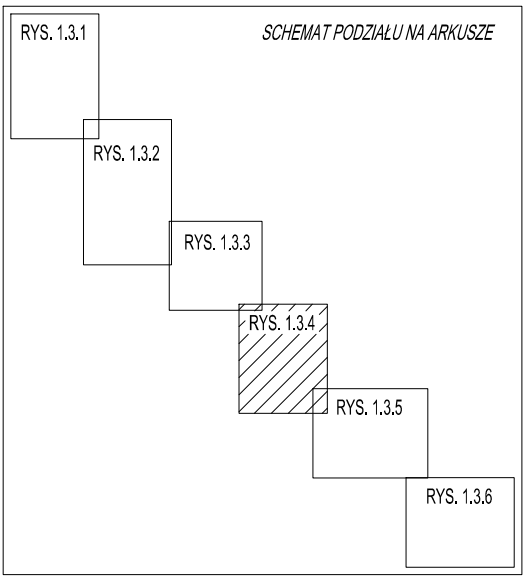 RYS. 1.3.1
SCHEMAT PODZIAŁU NA ARKUSZE
RYS. 1.3.2
RYS. 1.3.3
RYS. 1.3.4
RYS. 1.3.5
RYS. 1.3.6